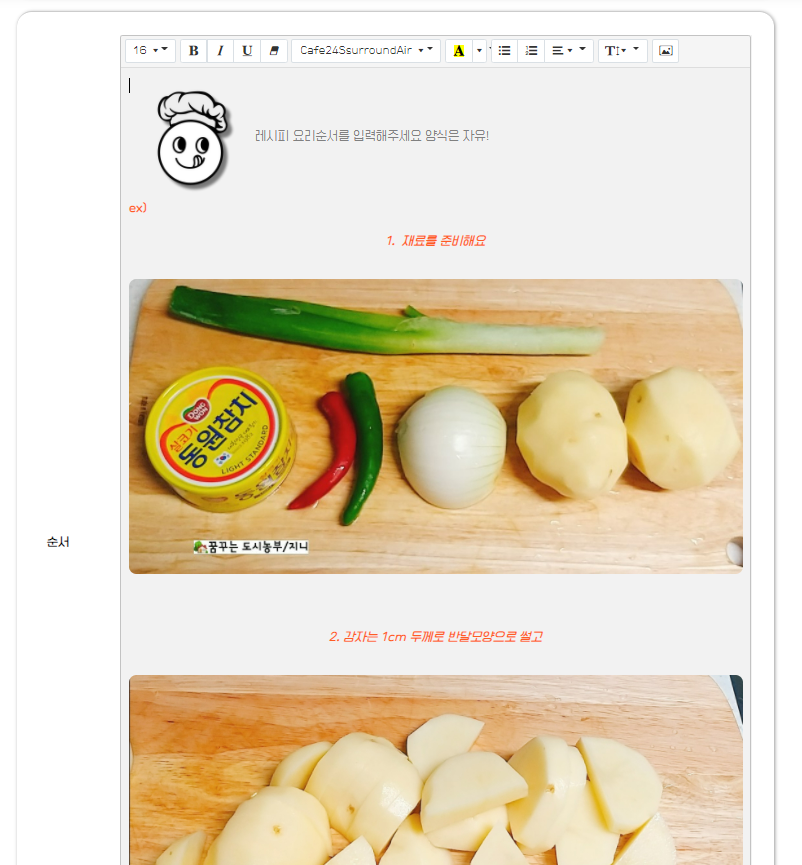 16 B I U Cafe24SsurroundAir A TI
레시피 요리순서를 입력해주세요 양식은 자유!
ex)
1. 재료를 준비해요
DONG WON
살코기
동원참치
LIGHT STANDARD
꿈꾸는 도시농부/지니
순서
2. 감자는 1cm 두께로 반달모양으로 썰고